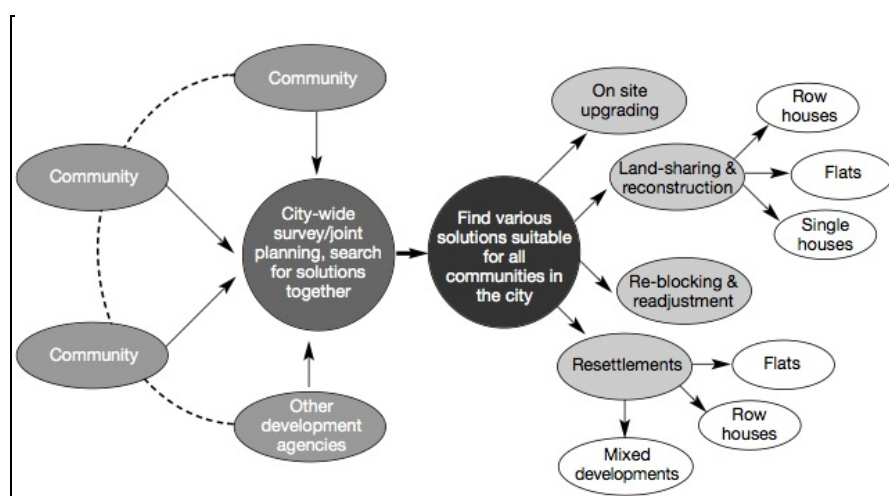 Community
Community
Community
Other
development
agencies
City-wide
survey/joint
planning, search
for solutions
together
Find various
solutions suitable
for all
communities in
the city
On site
upgrading
Land-sharing &
reconstruction
Row
houses
Flats
Single
houses
Re-blocking &
readjustment
Resettlements
Flats
Row
houses
Mixed
developments